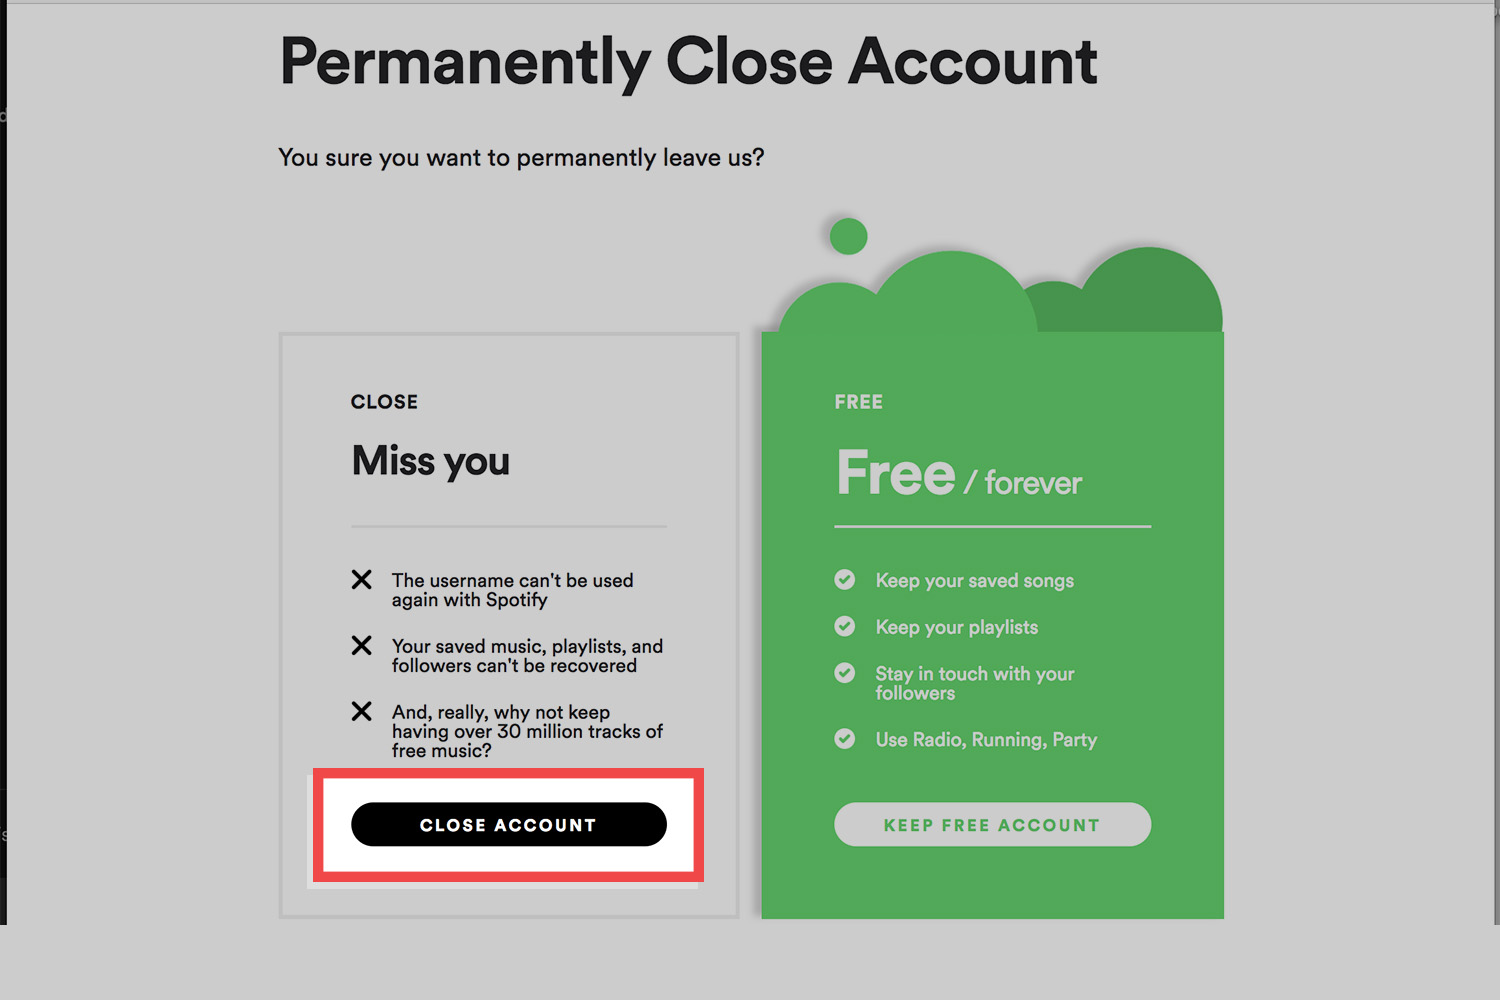 Permanently Close Account
You sure you want to permanently leave us?
CLOSE
Miss you
The username can't be used
again with Spotify
Your saved music, playlists, and
followers can't be recovered
And, really, why not keep
having over 30 million tracks of
free music?
CLOSE ACCOUNT
FREE
Free / forever
Keep your saved songs
Keep your playlists
Stay in touch with your
followers
Use Radio, Running, Party
KEEP FREE ACCOUNT